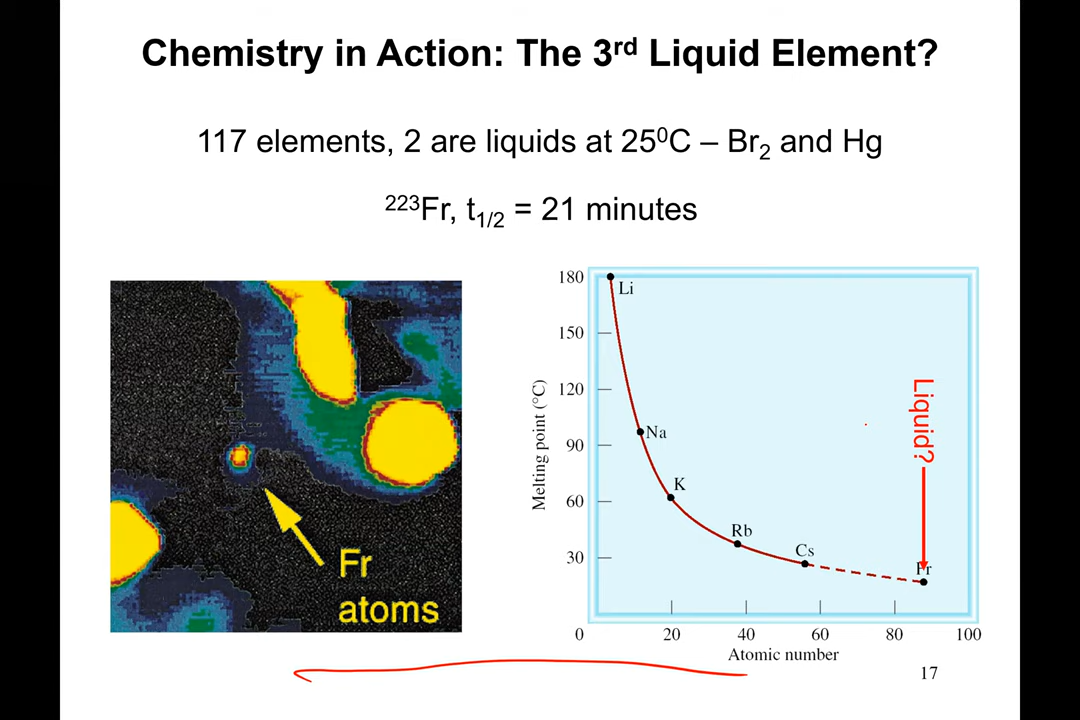 Chemistry in Action: The 3rd Liquid Element?
117 elements, 2 are liquids at 25⁰C – Br₂ and Hg
²²³Fr, t₁/₂ = 21 minutes
Fr
atoms
Melting point (°C)
180
150
120
90
60
30
0
Li
Na
K
Rb
Cs
Fr
Liquid?
20
40
60
80
100
Atomic number
17